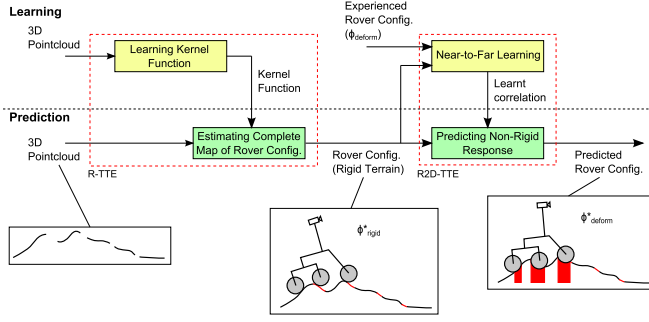 Learning
3D
Pointcloud
Learning Kernel
Function
Kernel
Function
Experienced
Rover Config.
(ϕdeform)
Near-to-Far Learning
Learnt
correlation
Prediction
3D
Pointcloud
R-TTE
Estimating Complete
Map of Rover Config.
Rover Config.
(Rigid Terrain)
R2D-TTE
Predicting Non-Rigid
Response
Predicted
Rover Config.
ϕ*rigid
ϕ*deform